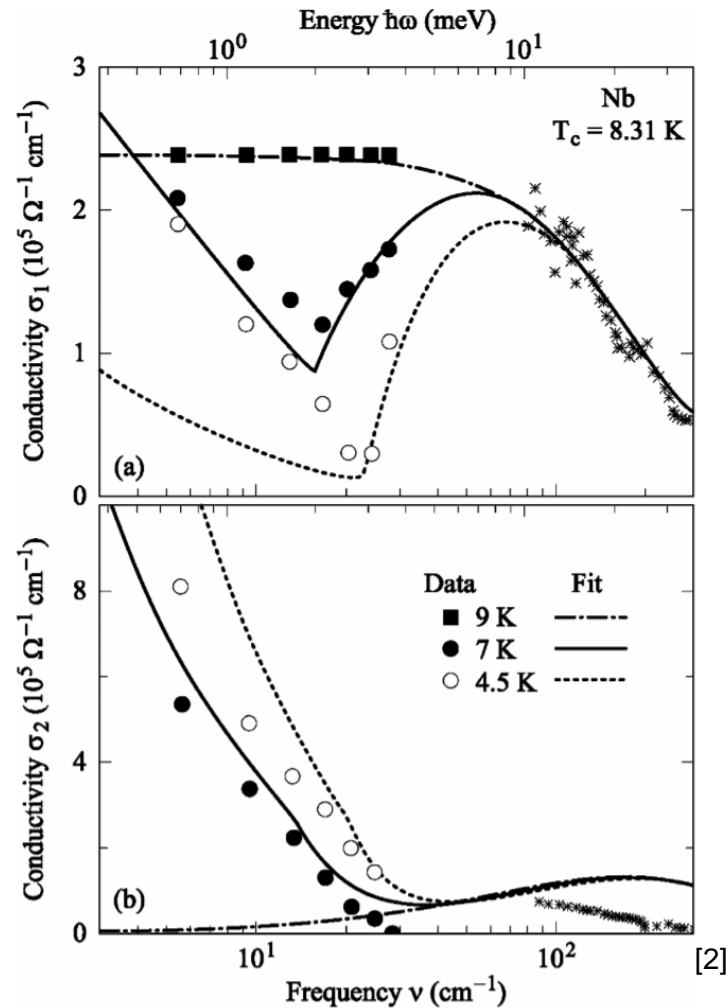 Energy ħω (meV)
10⁰ 10¹
3
2
1
0
Conductivity σ₁ (10⁵ Ω⁻¹ cm⁻¹)
Nb
T_c = 8.31 K
(a)
8
4
0
Conductivity σ₂ (10⁵ Ω⁻¹ cm⁻¹)
Data Fit
9 K
7 K
4.5 K
(b)
10¹ 10²
[2]
Frequency ν (cm⁻¹)